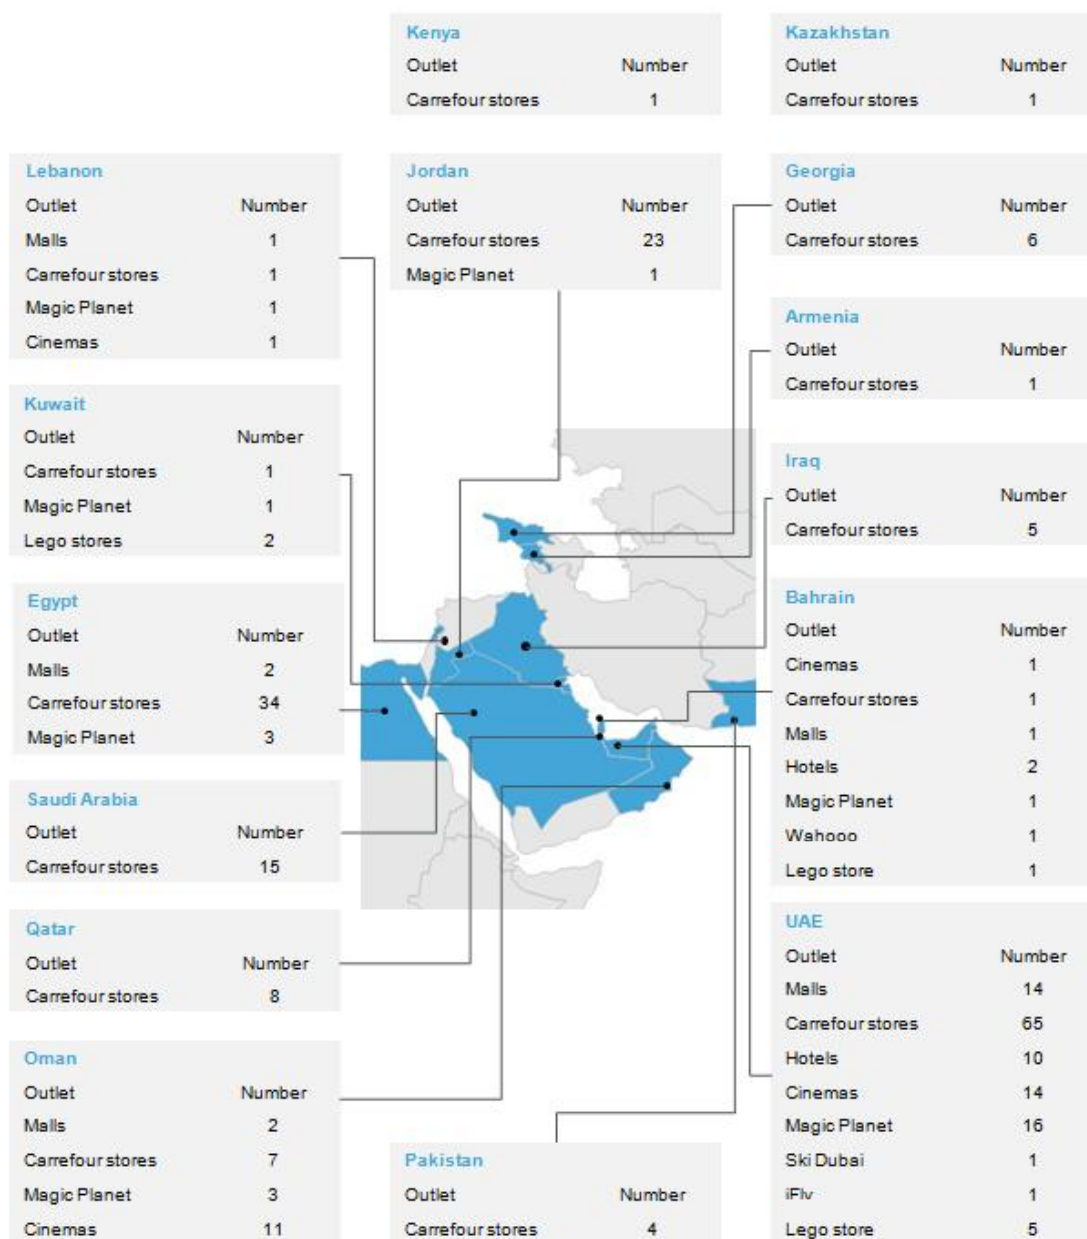 Kenya
Outlet Number
Carrefour stores 1
Kazakhstan
Outlet Number
Carrefour stores 1
Lebanon
Outlet Number
Malls 1
Carrefour stores 1
Magic Planet 1
Cinemas 1
Jordan
Outlet Number
Carrefour stores 23
Magic Planet 1
Georgia
Outlet Number
Carrefour stores 6
Armenia
Outlet Number
Carrefour stores 1
Kuwait
Outlet Number
Carrefour stores 1
Magic Planet 1
Lego stores 2
Iraq
Outlet Number
Carrefour stores 5
Egypt
Outlet Number
Malls 2
Carrefour stores 34
Magic Planet 3
Bahrain
Outlet Number
Cinemas 1
Carrefour stores 1
Malls 1
Hotels 2
Magic Planet 1
Wahooo 1
Lego store 1
Saudi Arabia
Outlet Number
Carrefour stores 15
Qatar
Outlet Number
Carrefour stores 8
UAE
Outlet Number
Malls 14
Carrefour stores 65
Hotels 10
Cinemas 14
Magic Planet 16
Ski Dubai 1
iFly 1
Lego store 5
Oman
Outlet Number
Malls 2
Carrefour stores 7
Magic Planet 3
Cinemas 11
Pakistan
Outlet Number
Carrefour stores 4